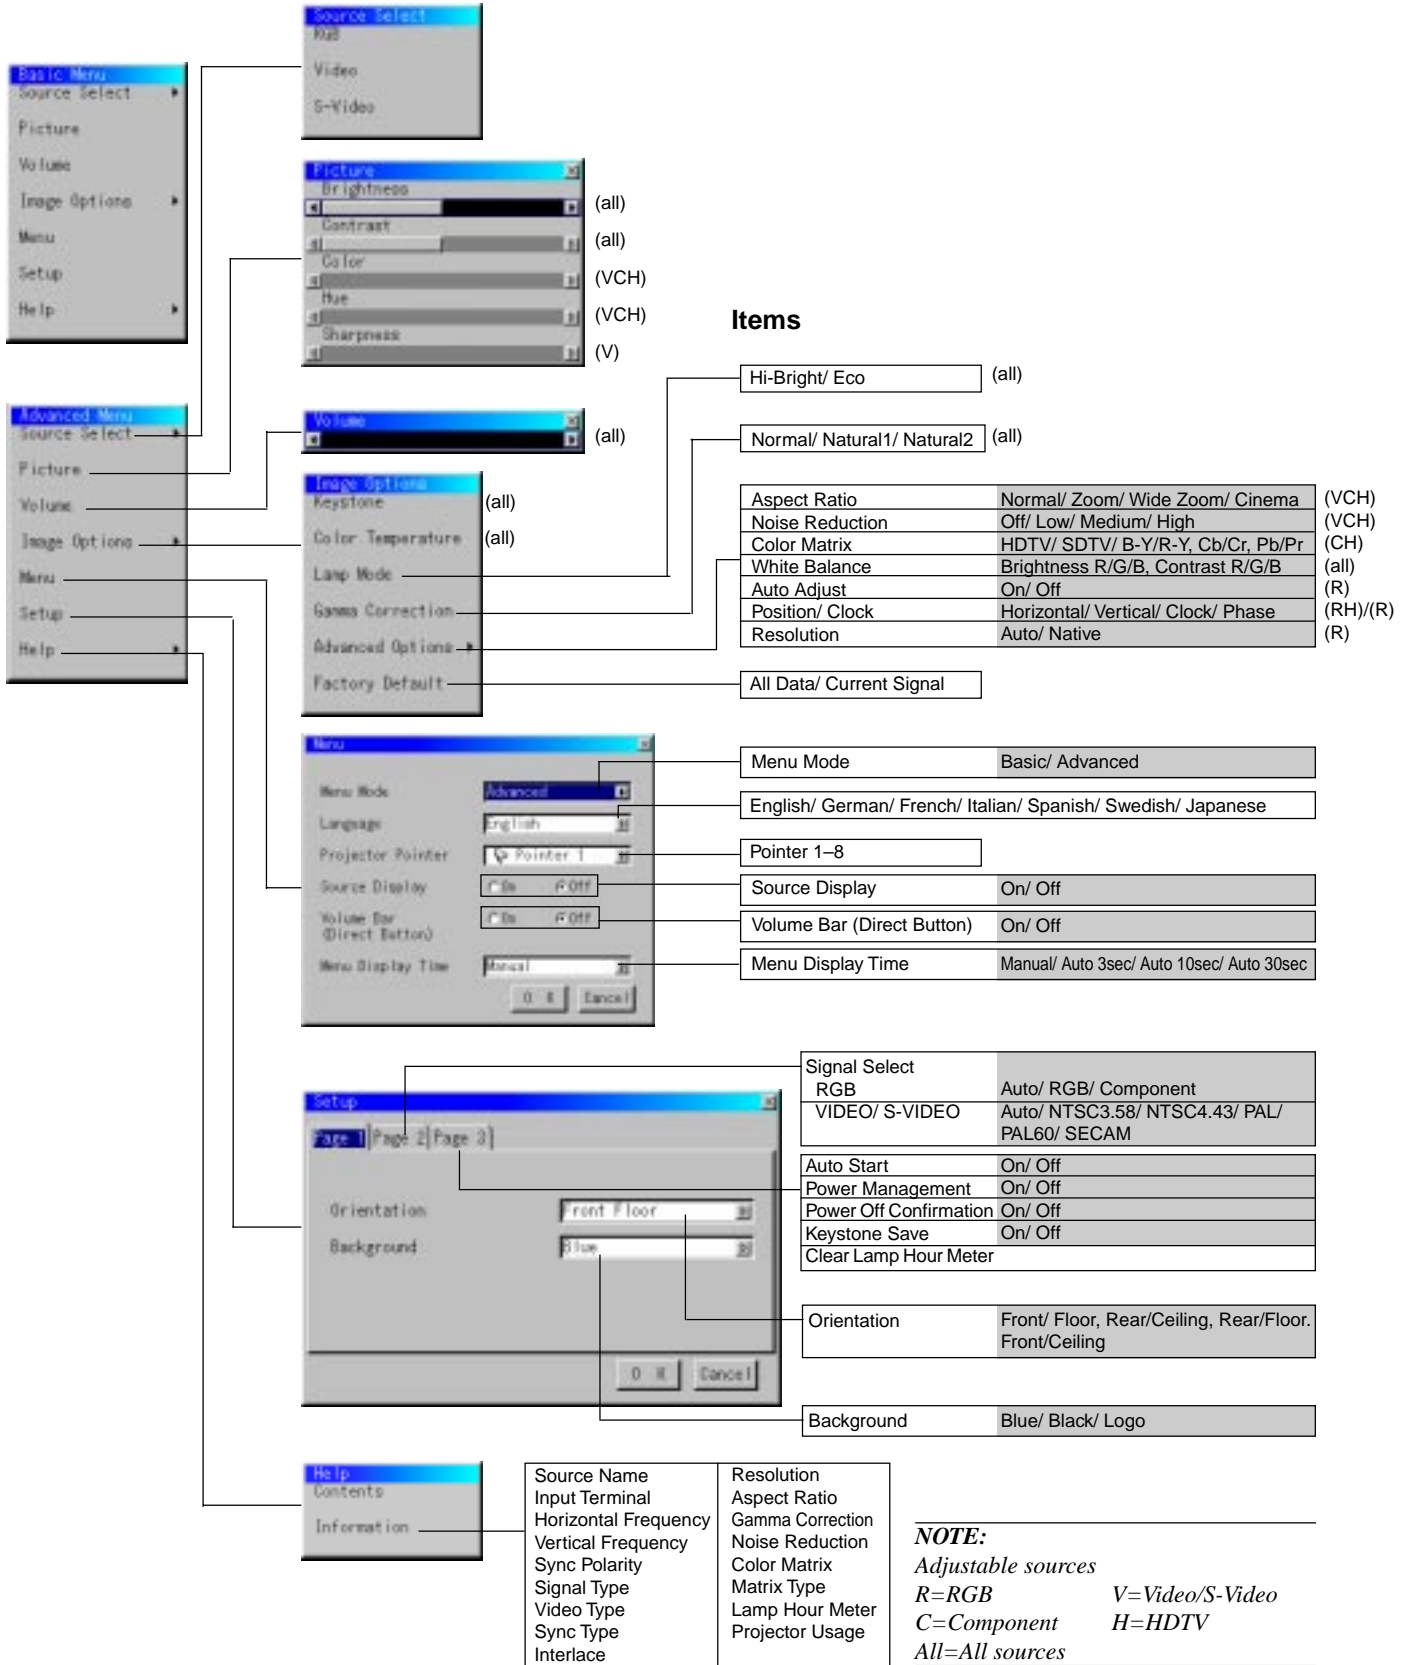 Source Select
RGB
Video
S-Video
Basic Menu
Source Select
Picture
Volume
Image Options
Menu
Setup
Help
Picture
Brightness
(all)
Contrast
(all)
Color
(VCH)
Hue
(VCH)
Sharpness
(V)
Items
Hi-Bright/ Eco (all)
Advanced Menu
Source Select
Picture
Volume
Image Options
Menu
Setup
Help
Volume
(all)
Normal/ Natural1/ Natural2 (all)
Image Options
Keystone (all)
Color Temperature (all)
Lamp Mode
Gamma Correction
Advanced Options
Factory Default
Aspect Ratio Normal/ Zoom/ Wide Zoom/ Cinema (VCH)
Noise Reduction Off/ Low/ Medium/ High (VCH)
Color Matrix HDTV/ SDTV/ B-Y/R-Y, Cb/Cr, Pb/Pr (CH)
White Balance Brightness R/G/B, Contrast R/G/B (all)
Auto Adjust On/ Off (R)
Position/ Clock Horizontal/ Vertical/ Clock/ Phase (RH)/(R)
Resolution Auto/ Native (R)
All Data/ Current Signal
Menu
Menu Mode Advanced
Language English
Projector Pointer Pointer 1
Source Display On Off
Volume Bar On Off
(Direct Button)
Menu Display Time Manual
O K Cancel
Menu Mode Basic/ Advanced
English/ German/ French/ Italian/ Spanish/ Swedish/ Japanese
Pointer 1–8
Source Display On/ Off
Volume Bar (Direct Button) On/ Off
Menu Display Time Manual/ Auto 3sec/ Auto 10sec/ Auto 30sec
Setup
Page 1 Page 2 Page 3
Orientation Front Floor
Background Blue
O K Cancel
Signal Select
RGB Auto/ RGB/ Component
VIDEO/ S-VIDEO Auto/ NTSC3.58/ NTSC4.43/ PAL/
PAL60/ SECAM
Auto Start On/ Off
Power Management On/ Off
Power Off Confirmation On/ Off
Keystone Save On/ Off
Clear Lamp Hour Meter
Orientation Front/ Floor, Rear/Ceiling, Rear/Floor.
Front/Ceiling
Background Blue/ Black/ Logo
Help
Contents
Information
Source Name
Input Terminal
Horizontal Frequency
Vertical Frequency
Sync Polarity
Signal Type
Video Type
Sync Type
Interlace
Resolution
Aspect Ratio
Gamma Correction
Noise Reduction
Color Matrix
Matrix Type
Lamp Hour Meter
Projector Usage
NOTE:
Adjustable sources
R=RGB V=Video/S-Video
C=Component H=HDTV
All=All sources